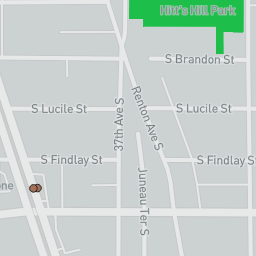 Hitt's Hill Park
S Brandon St
S Lucile St
S Lucile St
37th Ave S
Renton Ave S
S Findlay St
S Findlay St
Juneau Ter S